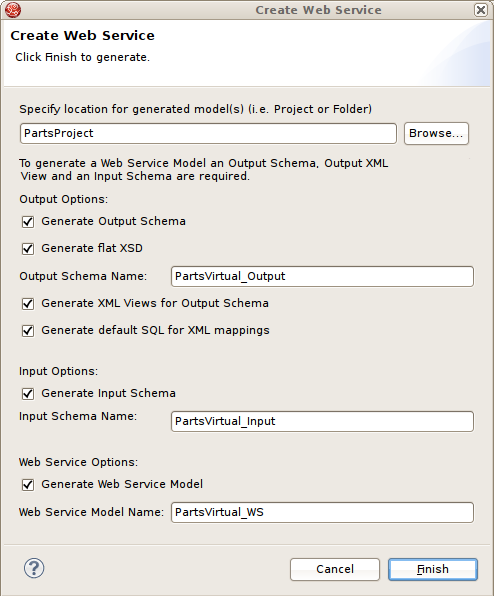 Create Web Service
Create Web Service
Click Finish to generate.
Specify location for generated model(s) (i.e. Project or Folder)
PartsProject
Browse...
To generate a Web Service Model an Output Schema, Output XML
View and an Input Schema are required.
Output Options:
Generate Output Schema
Generate flat XSD
Output Schema Name: PartsVirtual_Output
Generate XML Views for Output Schema
Generate default SQL for XML mappings
Input Options:
Generate Input Schema
Input Schema Name: PartsVirtual_Input
Web Service Options:
Generate Web Service Model
Web Service Model Name: PartsVirtual_WS
? Cancel Finish